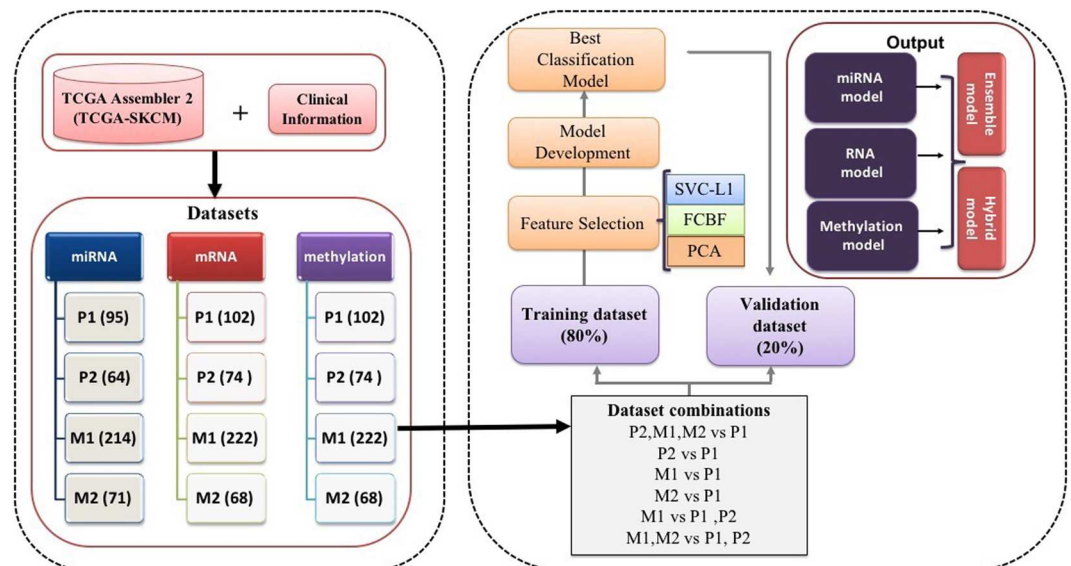 TCGA Assembler 2
(TCGA-SKCM)
+
Clinical
Information
Datasets
miRNA
mRNA
methylation
P1 (95)
P1 (102)
P1 (102)
P2 (64)
P2 (74 )
P2 (74 )
M1 (214)
M1 (222)
M1 (222)
M2 (71)
M2 (68)
M2 (68)
Best
Classification
Model
Model
Development
Feature Selection
SVC-L1
FCBF
PCA
Training dataset
(80%)
Validation
dataset
(20%)
Dataset combinations
P2,M1,M2 vs P1
P2 vs P1
M1 vs P1
M2 vs P1
M1 vs P1 ,P2
M1,M2 vs P1, P2
Output
miRNA
model
RNA
model
Methylation
model
Ensemble
model
Hybrid
model